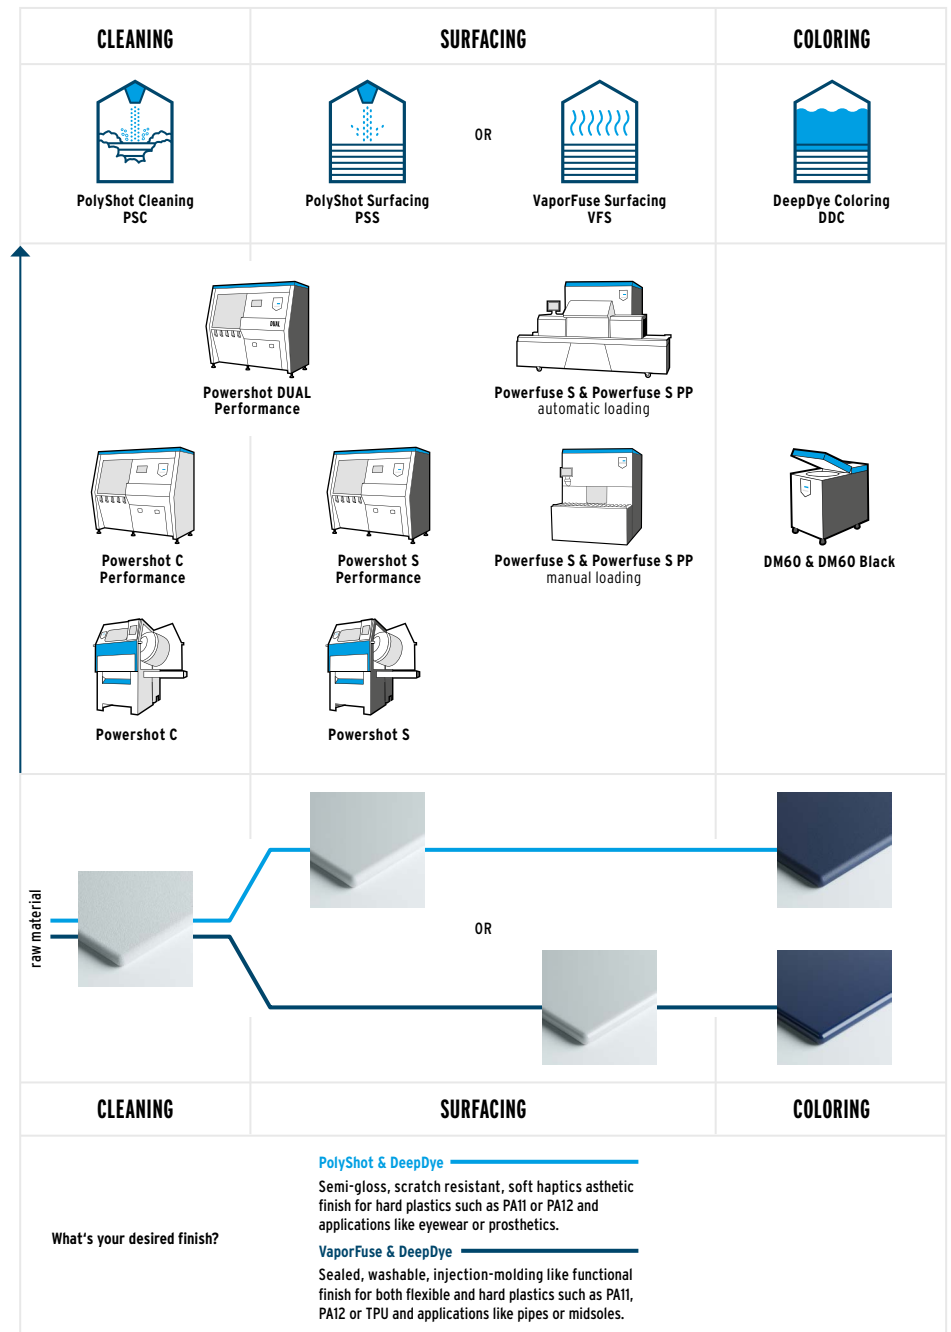 CLEANING
SURFACING
COLORING
PolyShot Cleaning
PSC
PolyShot Surfacing
PSS
OR
VaporFuse Surfacing
VFS
DeepDye Coloring
DDC
DUAL
Powershot DUAL
Performance
Powerfuse S & Powerfuse S PP
automatic loading
Powershot C
Performance
Powershot S
Performance
Powerfuse S & Powerfuse S PP
manual loading
DM60 & DM60 Black
Powershot C
Powershot S
raw material
OR
CLEANING
SURFACING
COLORING
What's your desired finish?
PolyShot & DeepDye
Semi-gloss, scratch resistant, soft haptics asthetic
finish for hard plastics such as PA11 or PA12 and
applications like eyewear or prosthetics.
VaporFuse & DeepDye
Sealed, washable, injection-molding like functional
finish for both flexible and hard plastics such as PA11,
PA12 or TPU and applications like pipes or midsoles.